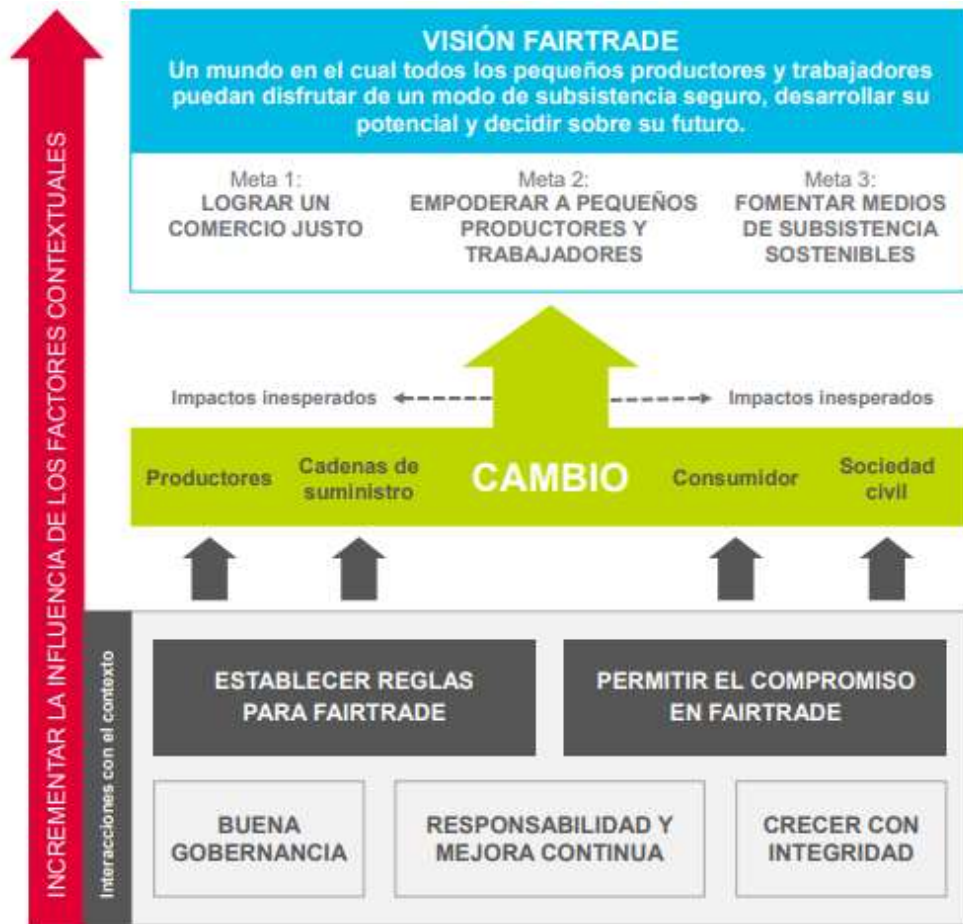 VISIÓN FAIRTRADE
Un mundo en el cual todos los pequeños productores y trabajadores
puedan disfrutar de un modo de subsistencia seguro, desarrollar su
potencial y decidir sobre su futuro.
Meta 1:
LOGRAR UN
COMERCIO JUSTO
Meta 2:
EMPODERAR A PEQUEÑOS
PRODUCTORES Y
TRABAJADORES
Meta 3:
FOMENTAR MEDIOS
DE SUBSISTENCIA
SOSTENIBLES
Impactos inesperados
Impactos inesperados
Productores
Cadenas de
suministro
CAMBIO
Consumidor
Sociedad
civil
ESTABLECER REGLAS
PARA FAIRTRADE
PERMITIR EL COMPROMISO
EN FAIRTRADE
BUENA
GOBERNANCIA
RESPONSABILIDAD Y
MEJORA CONTINUA
CRECER CON
INTEGRIDAD
INCREMENTAR LA INFLUENCIA DE LOS FACTORES CONTEXTUALES
Interacciones con el contexto